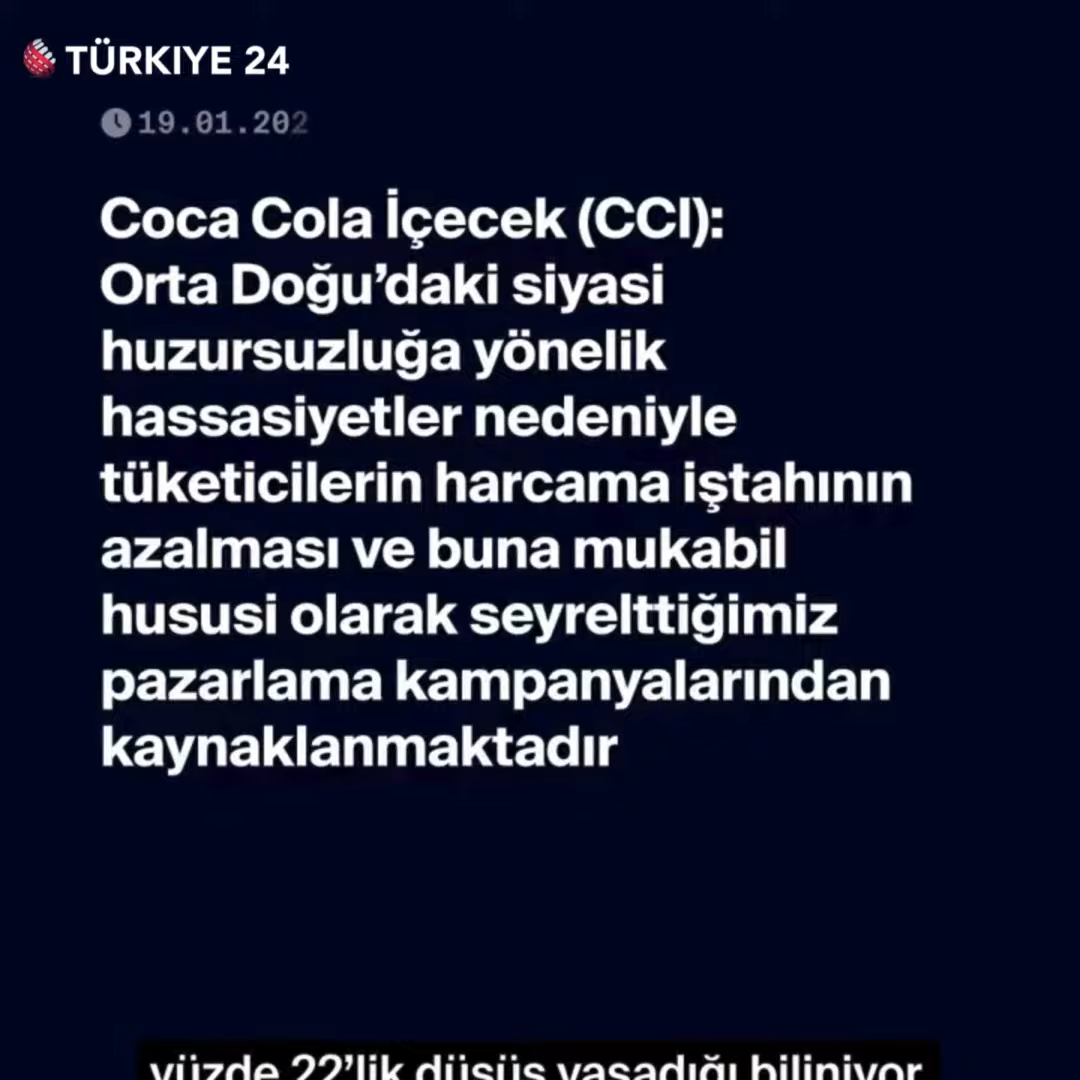 TÜRKIYE 24
19.01.202
Coca Cola İçecek (CCI):
Orta Doğu’daki siyasi
huzursuzluğa yönelik
hassasiyetler nedeniyle
tüketicilerin harcama iştahının
azalması ve buna mukabil
hususi olarak seyrelttiğimiz
pazarlama kampanyalarından
kaynaklanmaktadır
yüzde 22’lik düşüş yaşadığı biliniyor